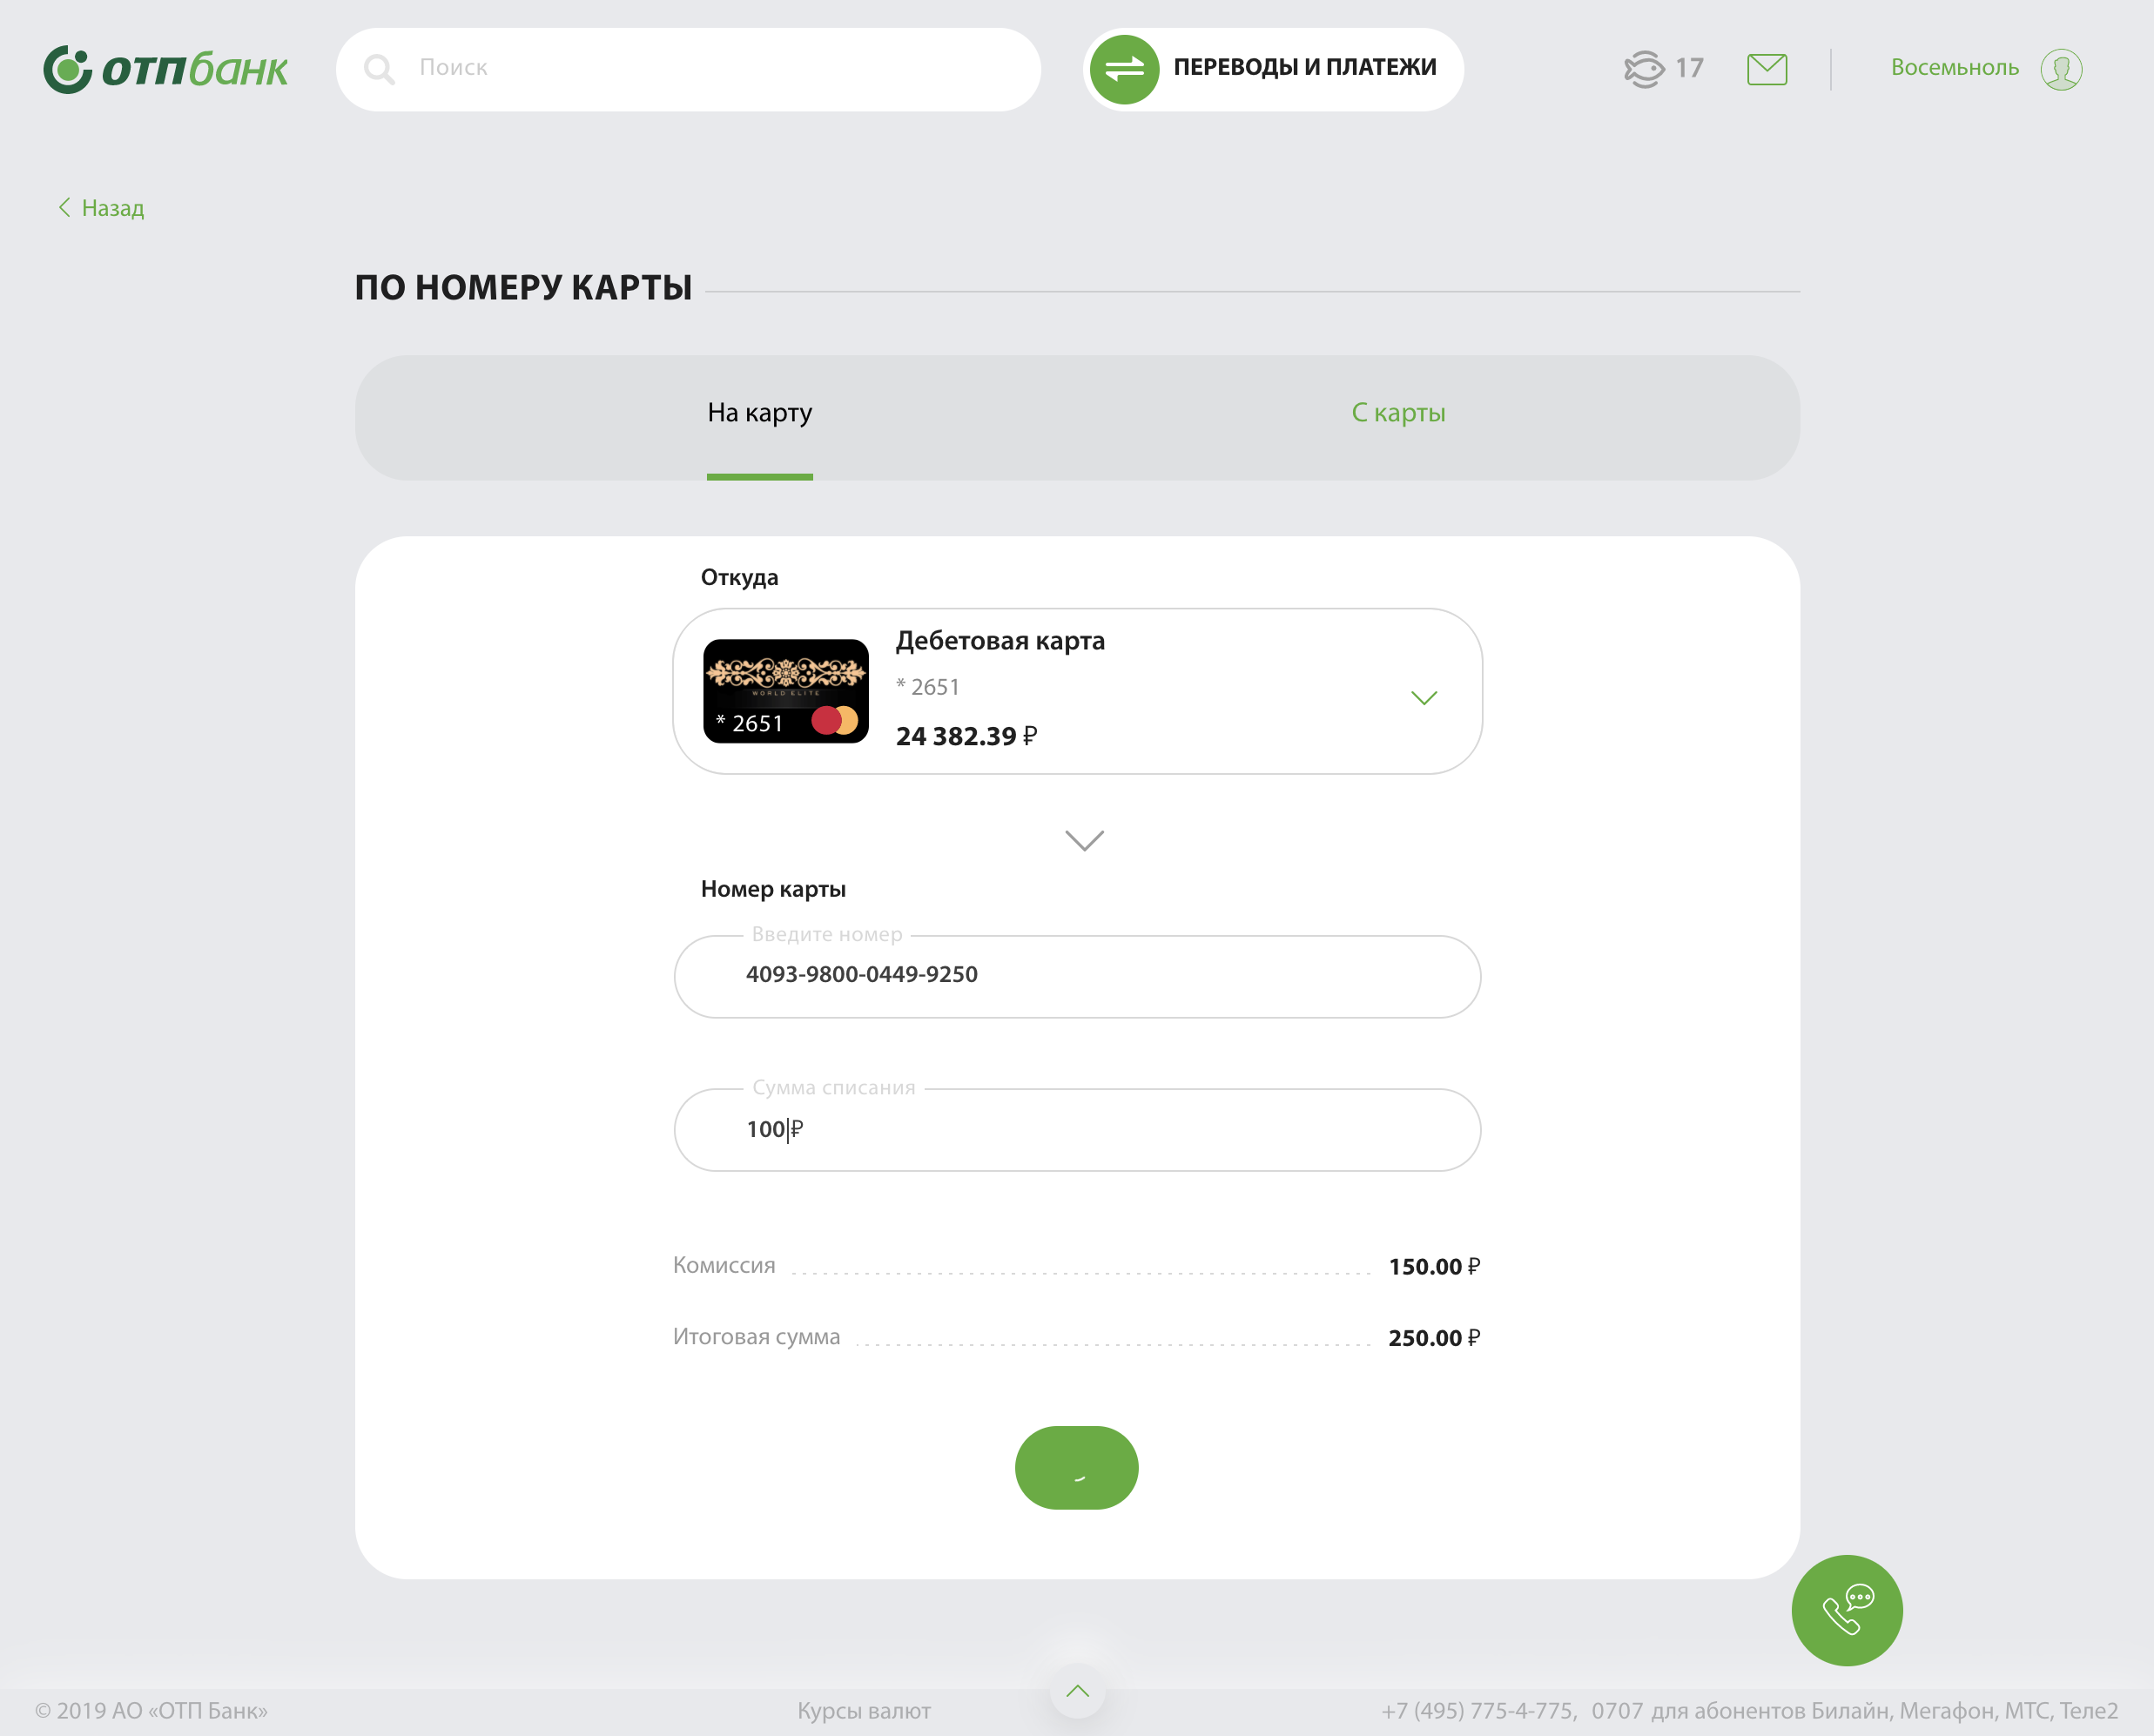 отпбанк
Поиск
ПЕРЕВОДЫ И ПЛАТЕЖИ
17
Восемьноль
Назад
ПО НОМЕРУ КАРТЫ
На карту
С карты
Откуда
Дебетовая карта
* 2651
24 382.39 ₽
WORLD ELITE
* 2651
Номер карты
Введите номер
4093-9800-0449-9250
Сумма списания
100 ₽
Комиссия 150.00 ₽
Итоговая сумма 250.00 ₽
© 2019 АО «ОТП Банк»
Курсы валют
+7 (495) 775-4-775, 0707 для абонентов Билайн, Мегафон, МТС, Теле2